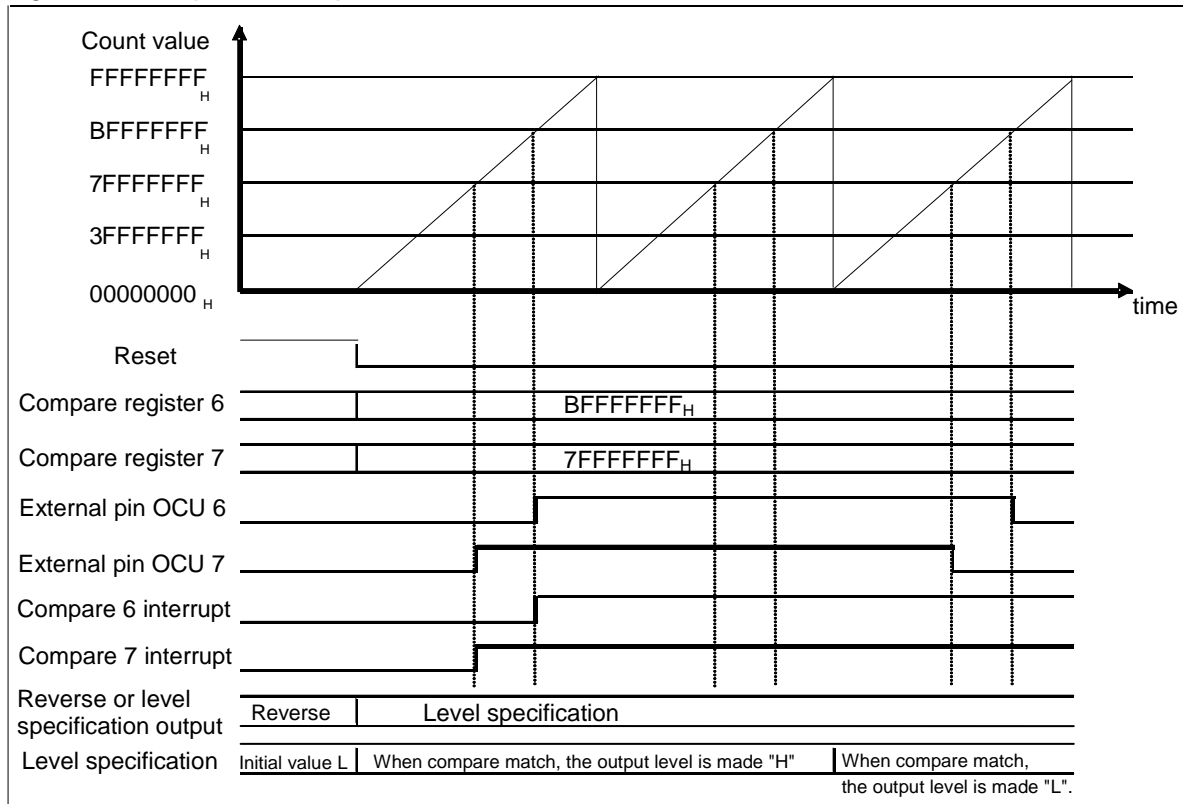 Count value
FFFFFFFFH
BFFFFFFFH
7FFFFFFFH
3FFFFFFFH
00000000 H
time
Reset
Compare register 6
BFFFFFFFH
Compare register 7
7FFFFFFFH
External pin OCU 6
External pin OCU 7
Compare 6 interrupt
Compare 7 interrupt
Reverse or level
specification output
Reverse
Level specification
Level specification
Initial value L
When compare match, the output level is made "H"
When compare match,
the output level is made "L".